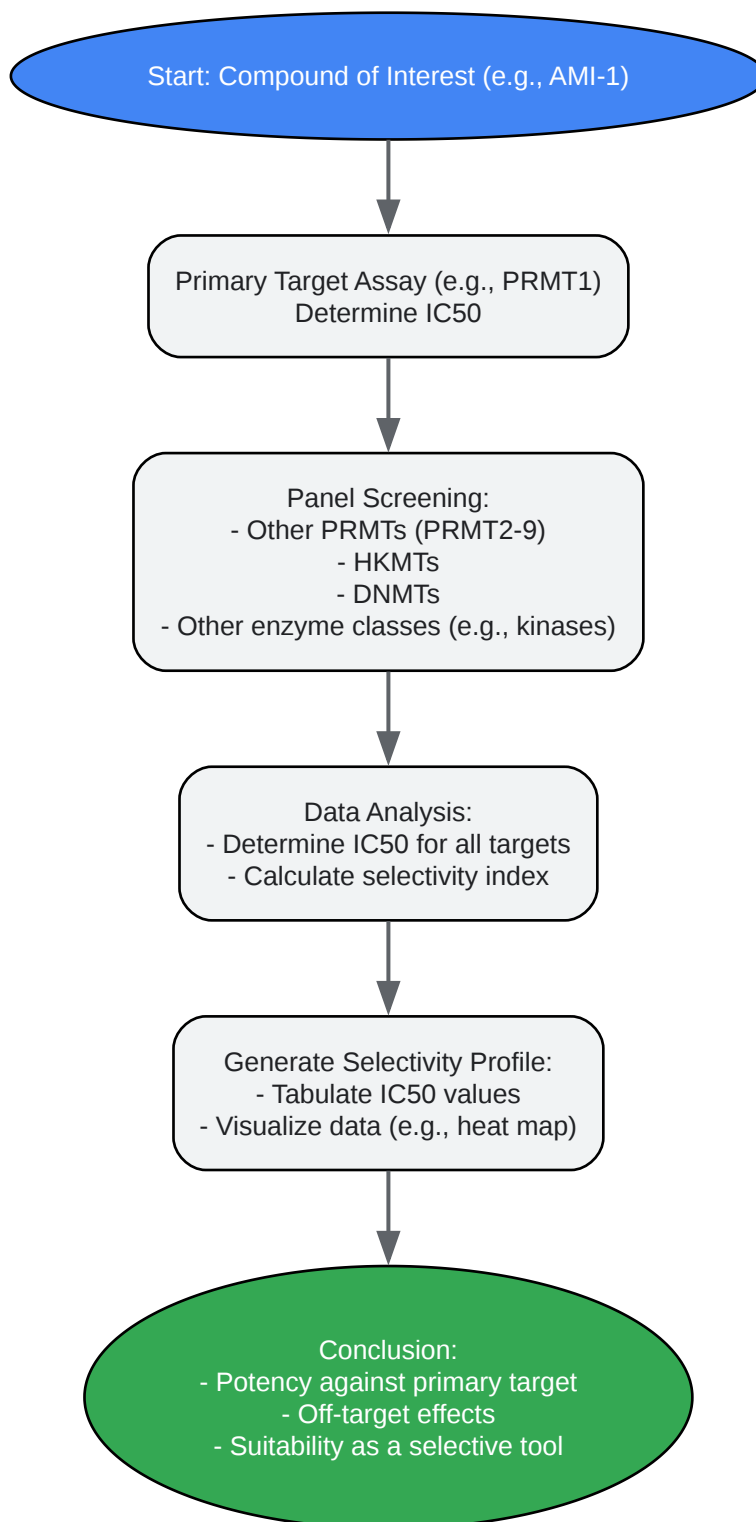 Start: Compound of Interest (e.g., AMI-1)
Primary Target Assay (e.g., PRMT1)
Determine IC50
Panel Screening:
- Other PRMTs (PRMT2-9)
- HKMTs
- DNMTs
- Other enzyme classes (e.g., kinases)
Data Analysis:
- Determine IC50 for all targets
- Calculate selectivity index
Generate Selectivity Profile:
- Tabulate IC50 values
- Visualize data (e.g., heat map)
Conclusion:
- Potency against primary target
- Off-target effects
- Suitability as a selective tool